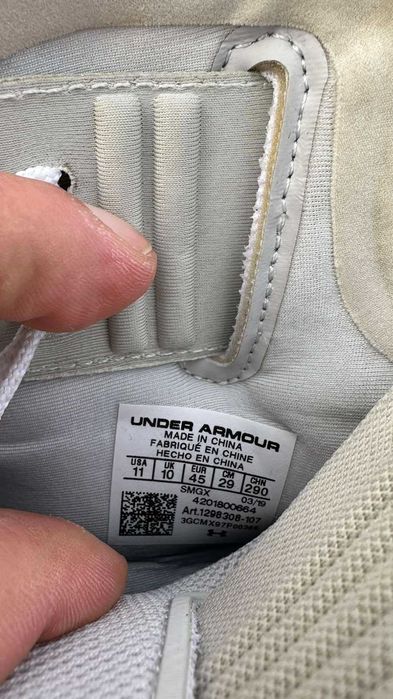 UNDER ARMOUR
MADE IN CHINA
FABRIQUÉ EN CHINE
HECHO EN CHINA
USA UK EUR CM CHN
11 10 45 29 290
SMGX 03/19
4201800664
Art.1298308-107